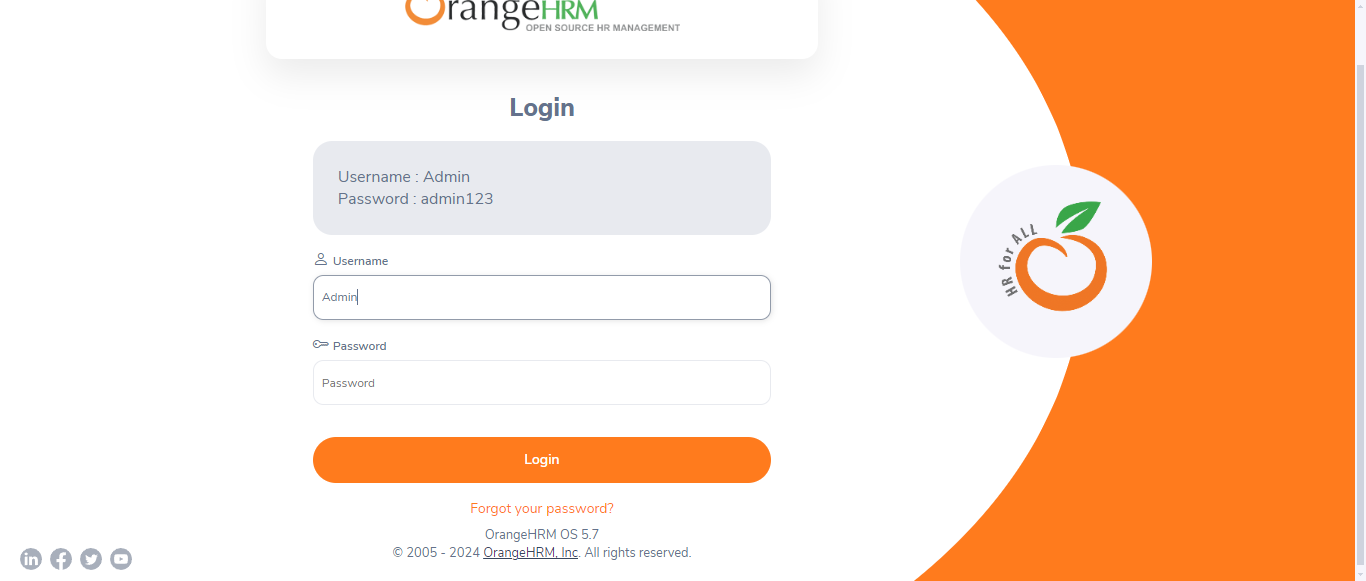 OrangeHRM
OPEN SOURCE HR MANAGEMENT
Login
Username : Admin
Password : admin123
Username
Admin
Password
Password
Login
Forgot your password?
OrangeHRM OS 5.7
© 2005 - 2024 OrangeHRM, Inc. All rights reserved.
HR for ALL
in